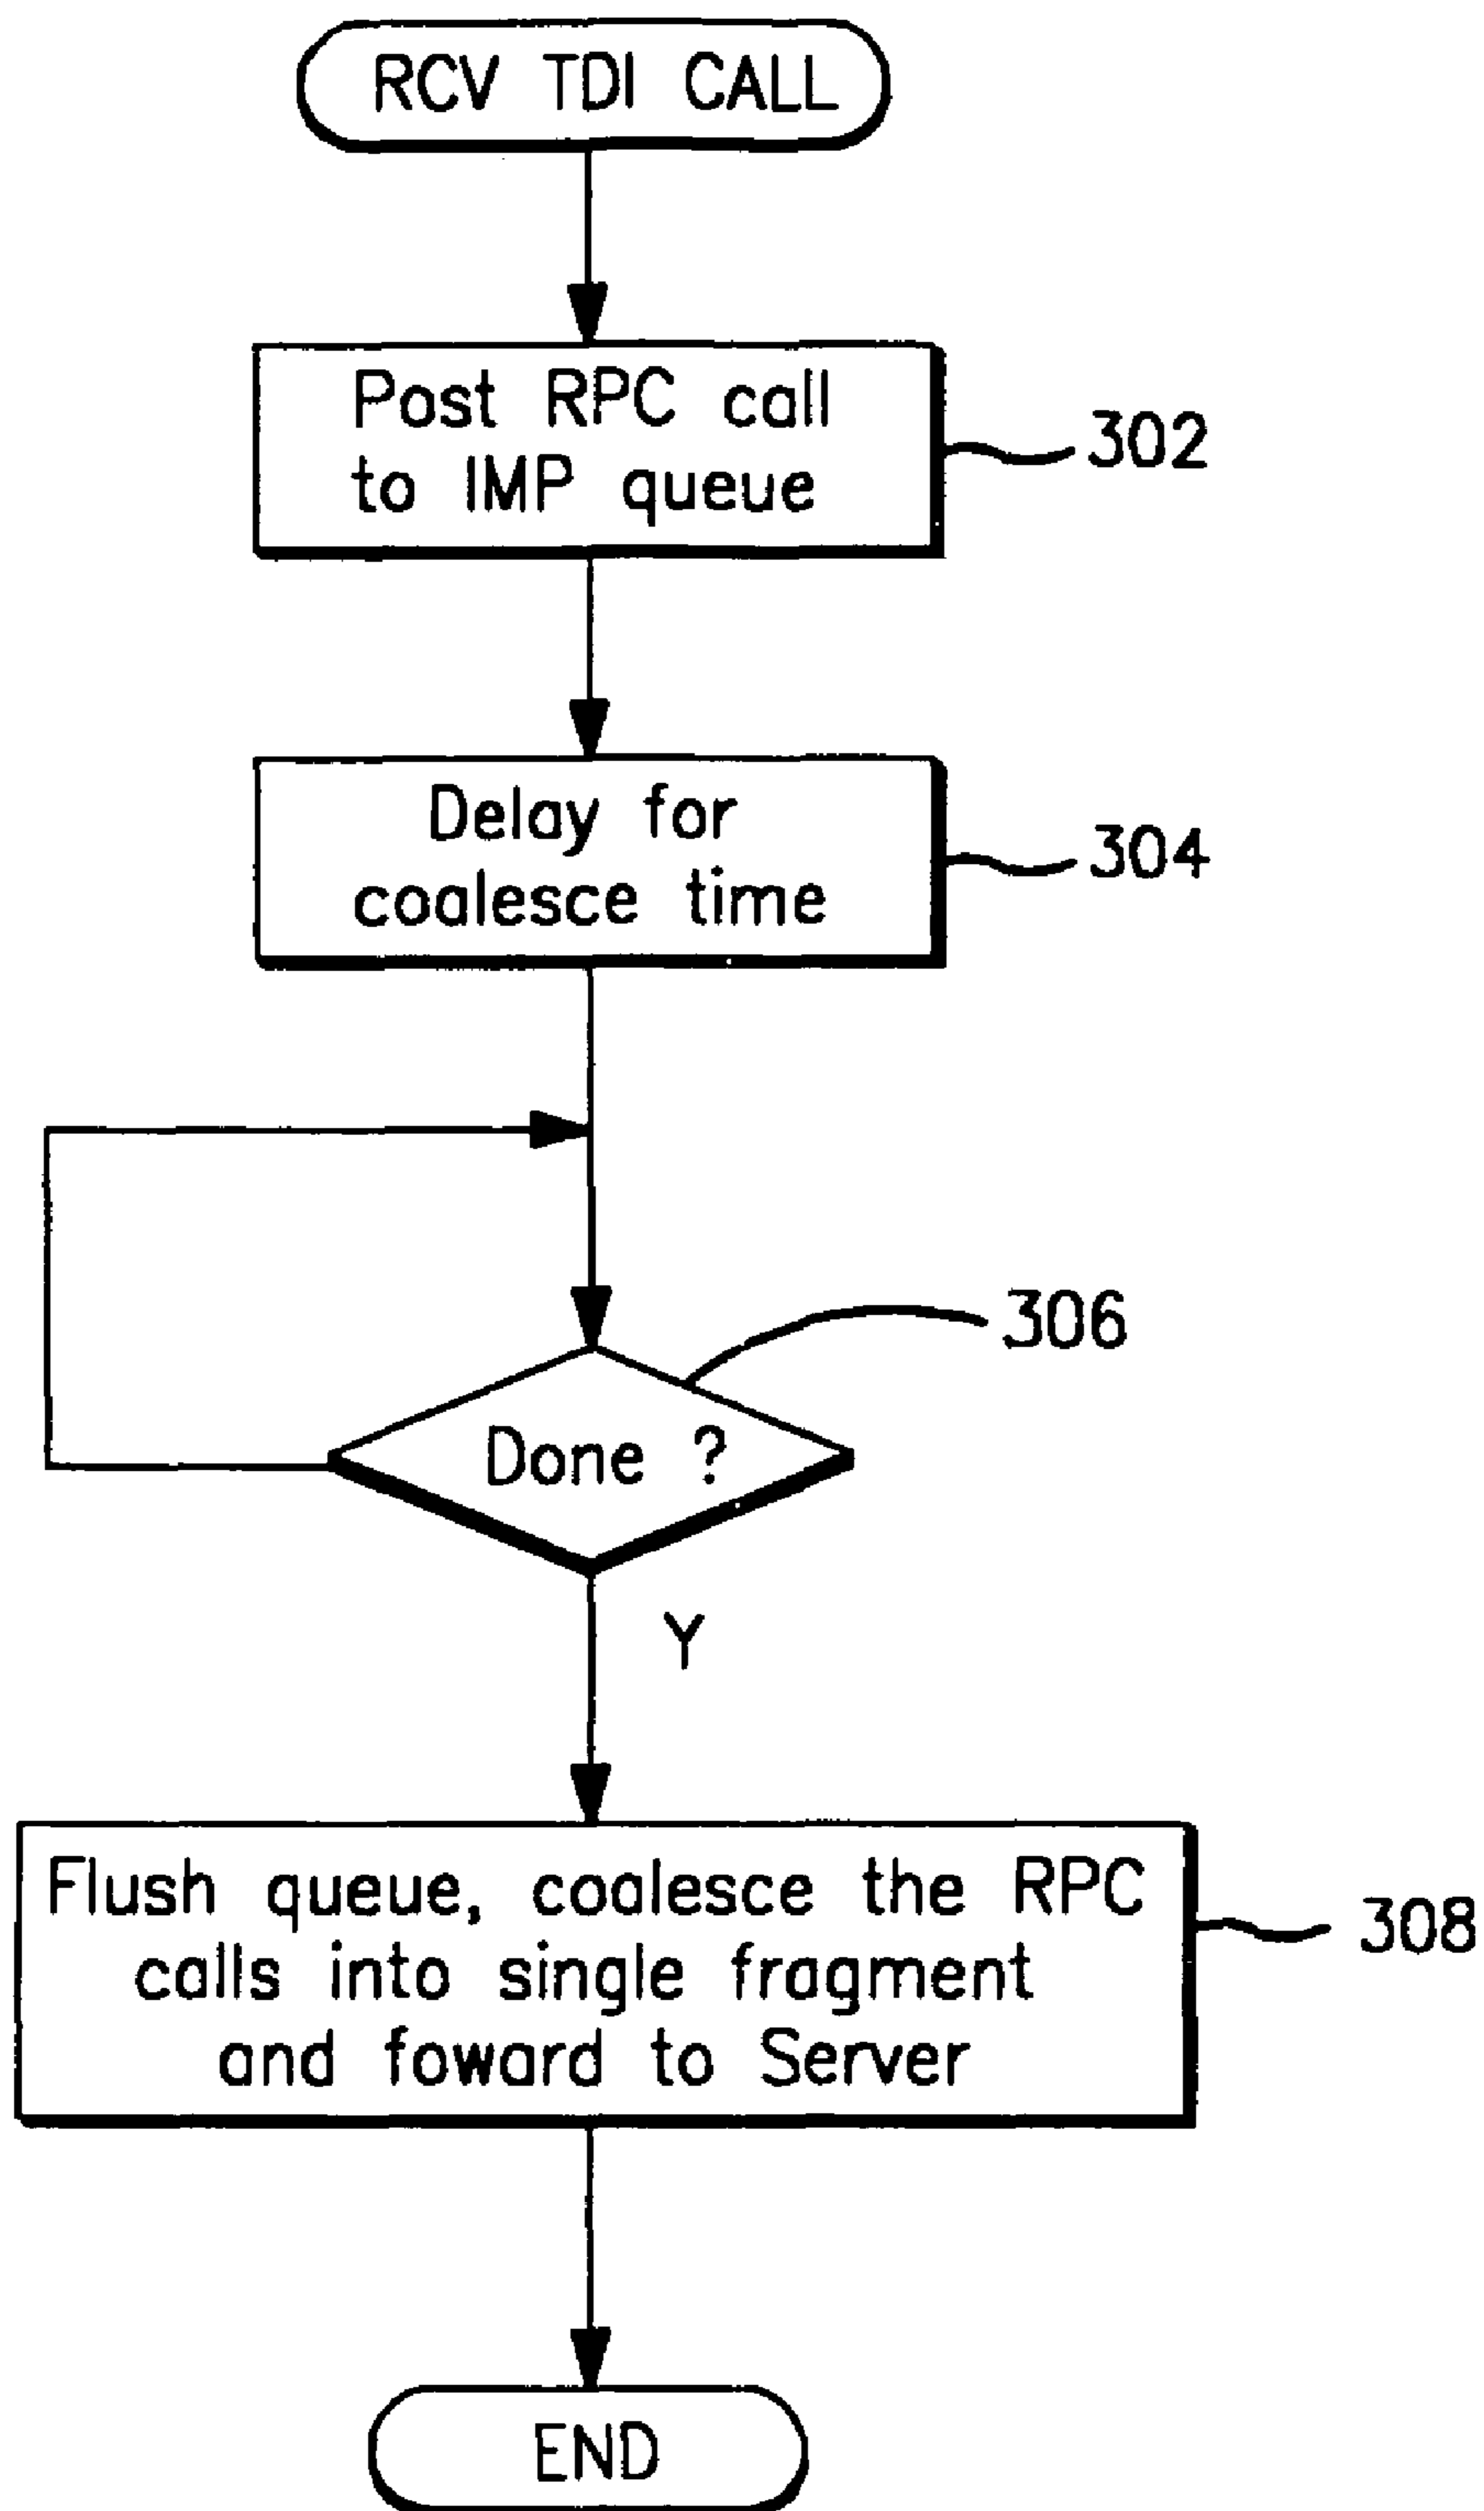 RCV TDI CALL
Post RPC call
to IMP queue
302
Delay for
coalesce time
304
306
Done ?
Y
Flush queue, coalesce the RPC
calls into single fragment
and foward to Server
308
END